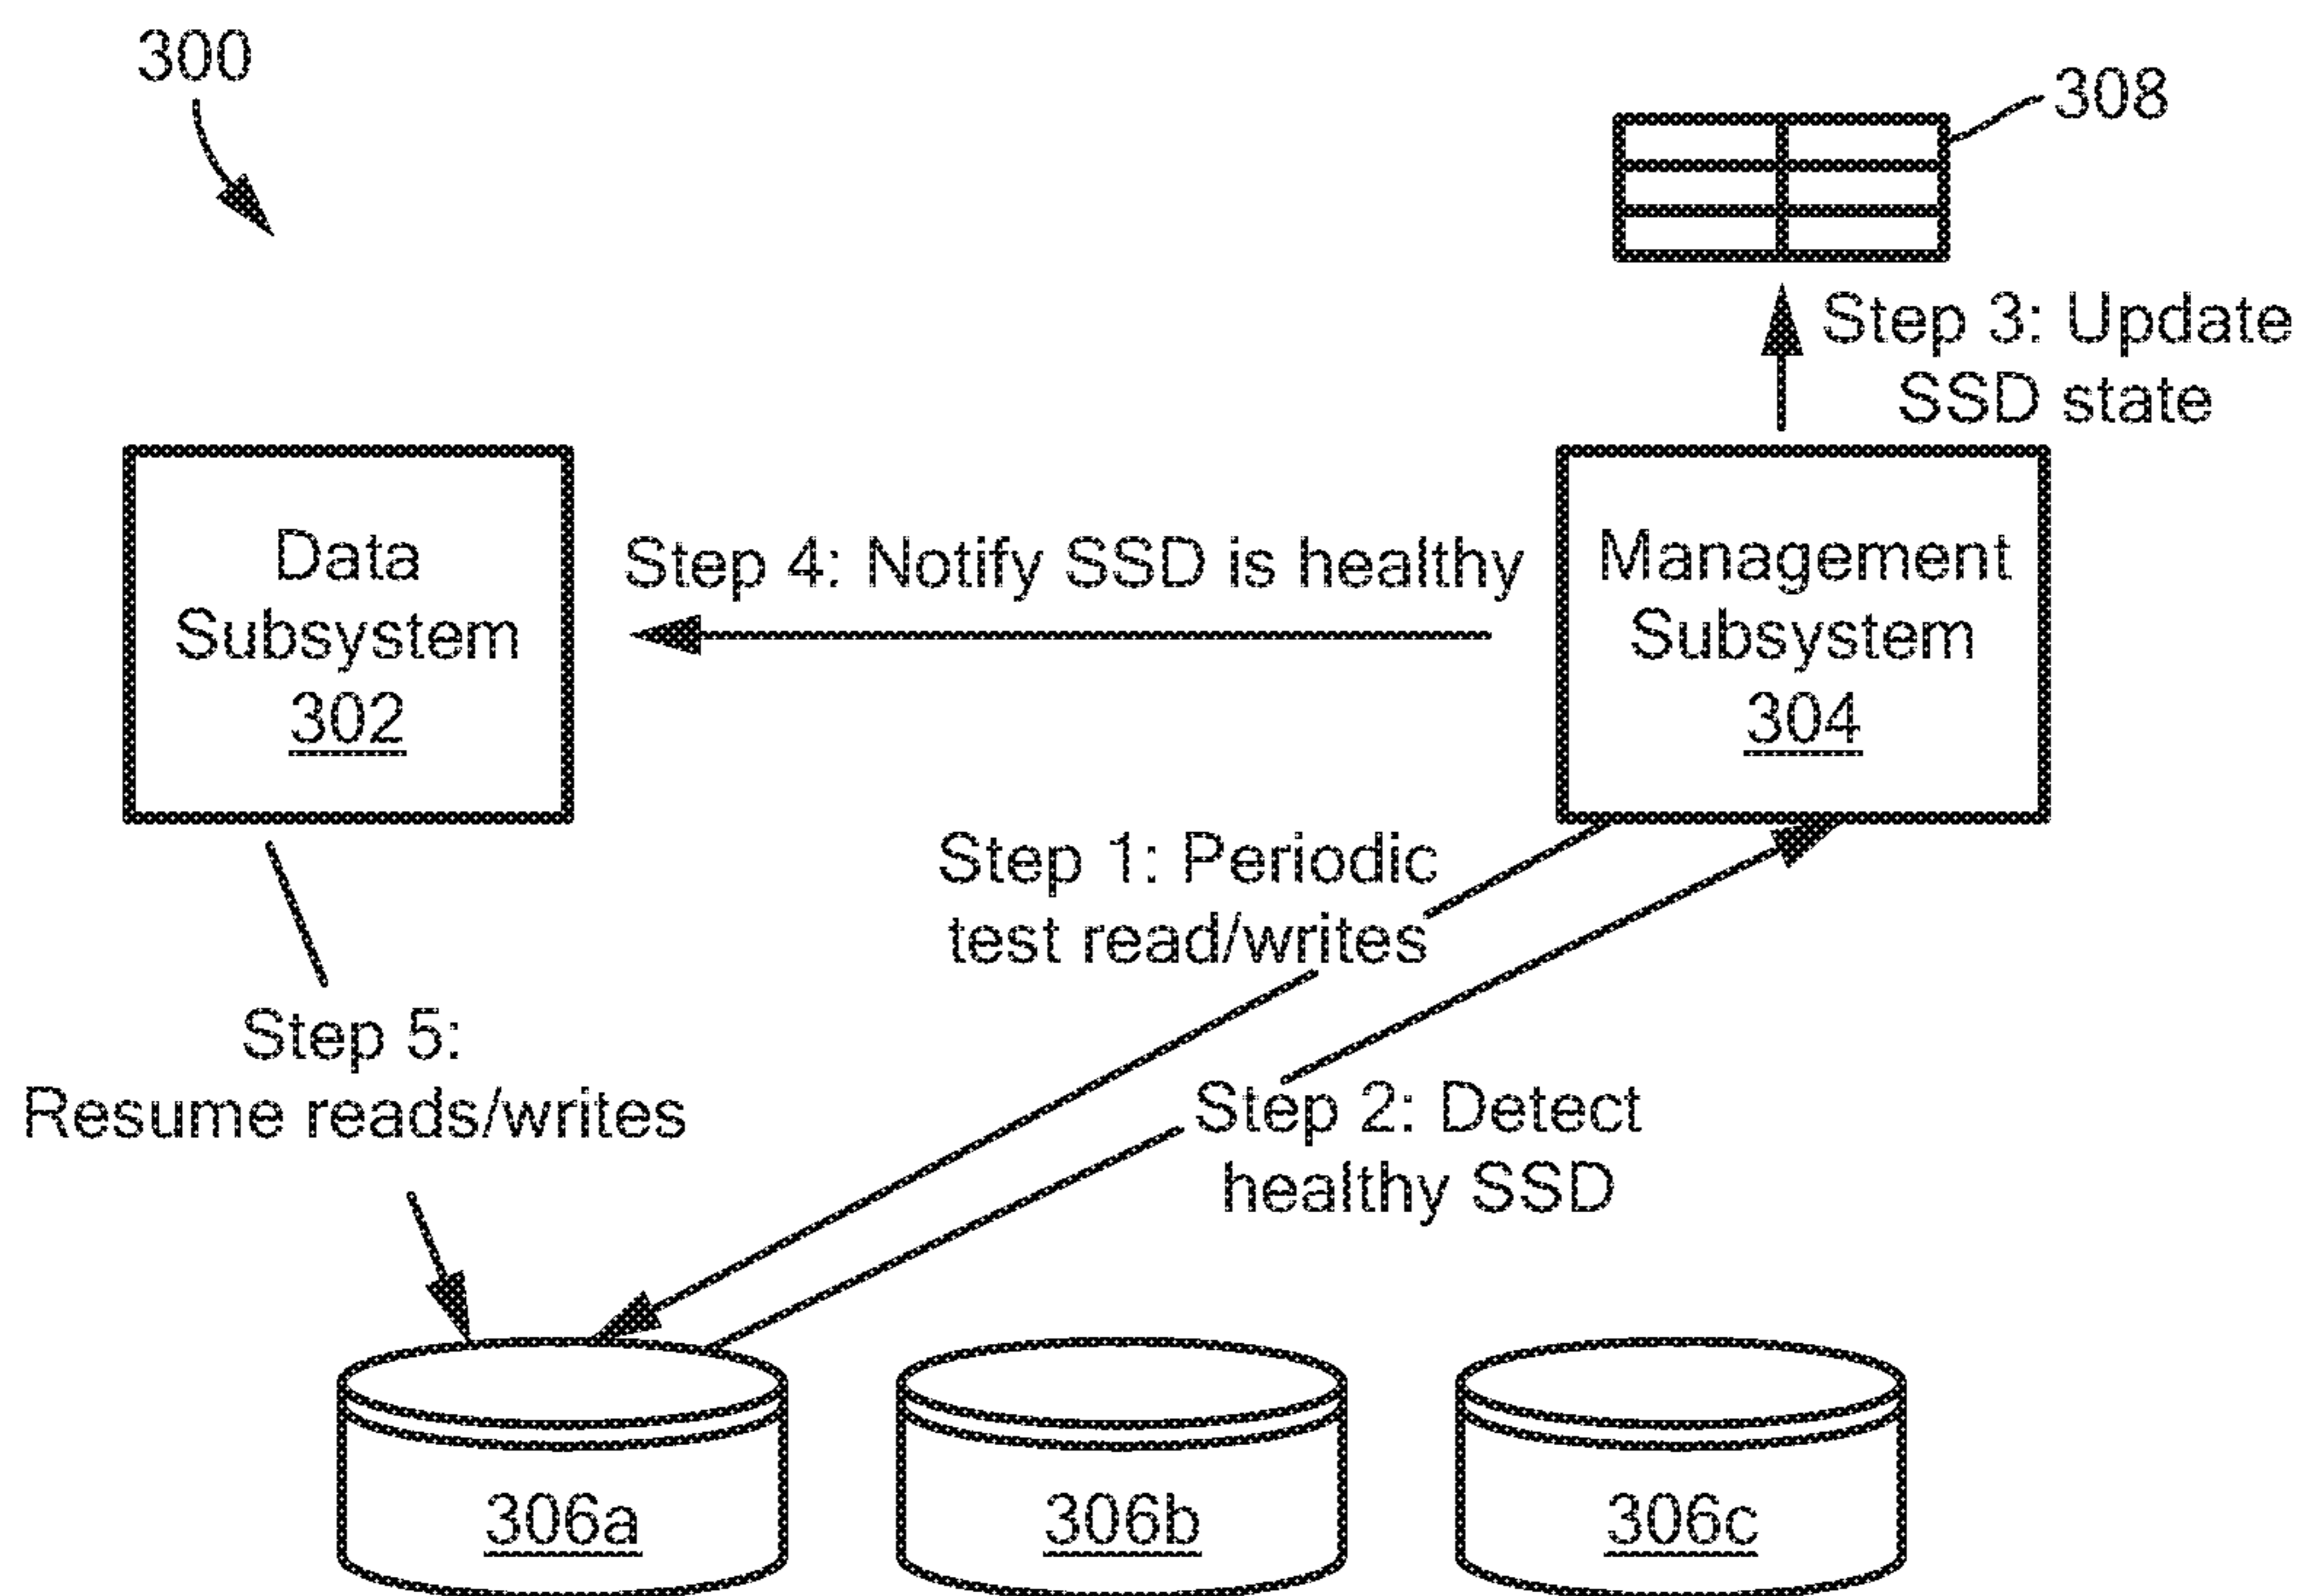 300
308
Step 3: Update
SSD state
Data
Subsystem
302
Step 4: Notify SSD is healthy
Management
Subsystem
304
Step 1: Periodic
test read/writes
Step 5:
Resume reads/writes
Step 2: Detect
healthy SSD
306a
306b
306c